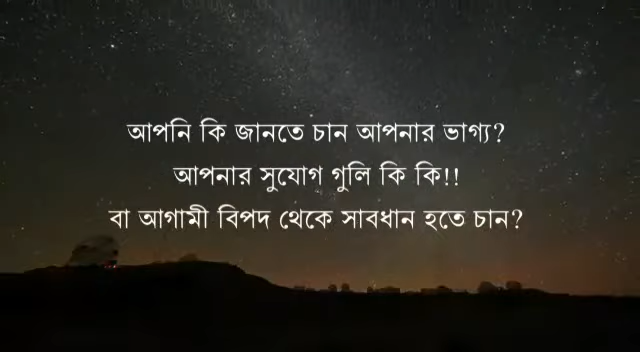 আপনি কি জানতে চান আপনার ভাগ্য?
আপনার সুযোগ গুলি কি কি!!
বা আগামী বিপদ থেকে সাবধান হতে চান?